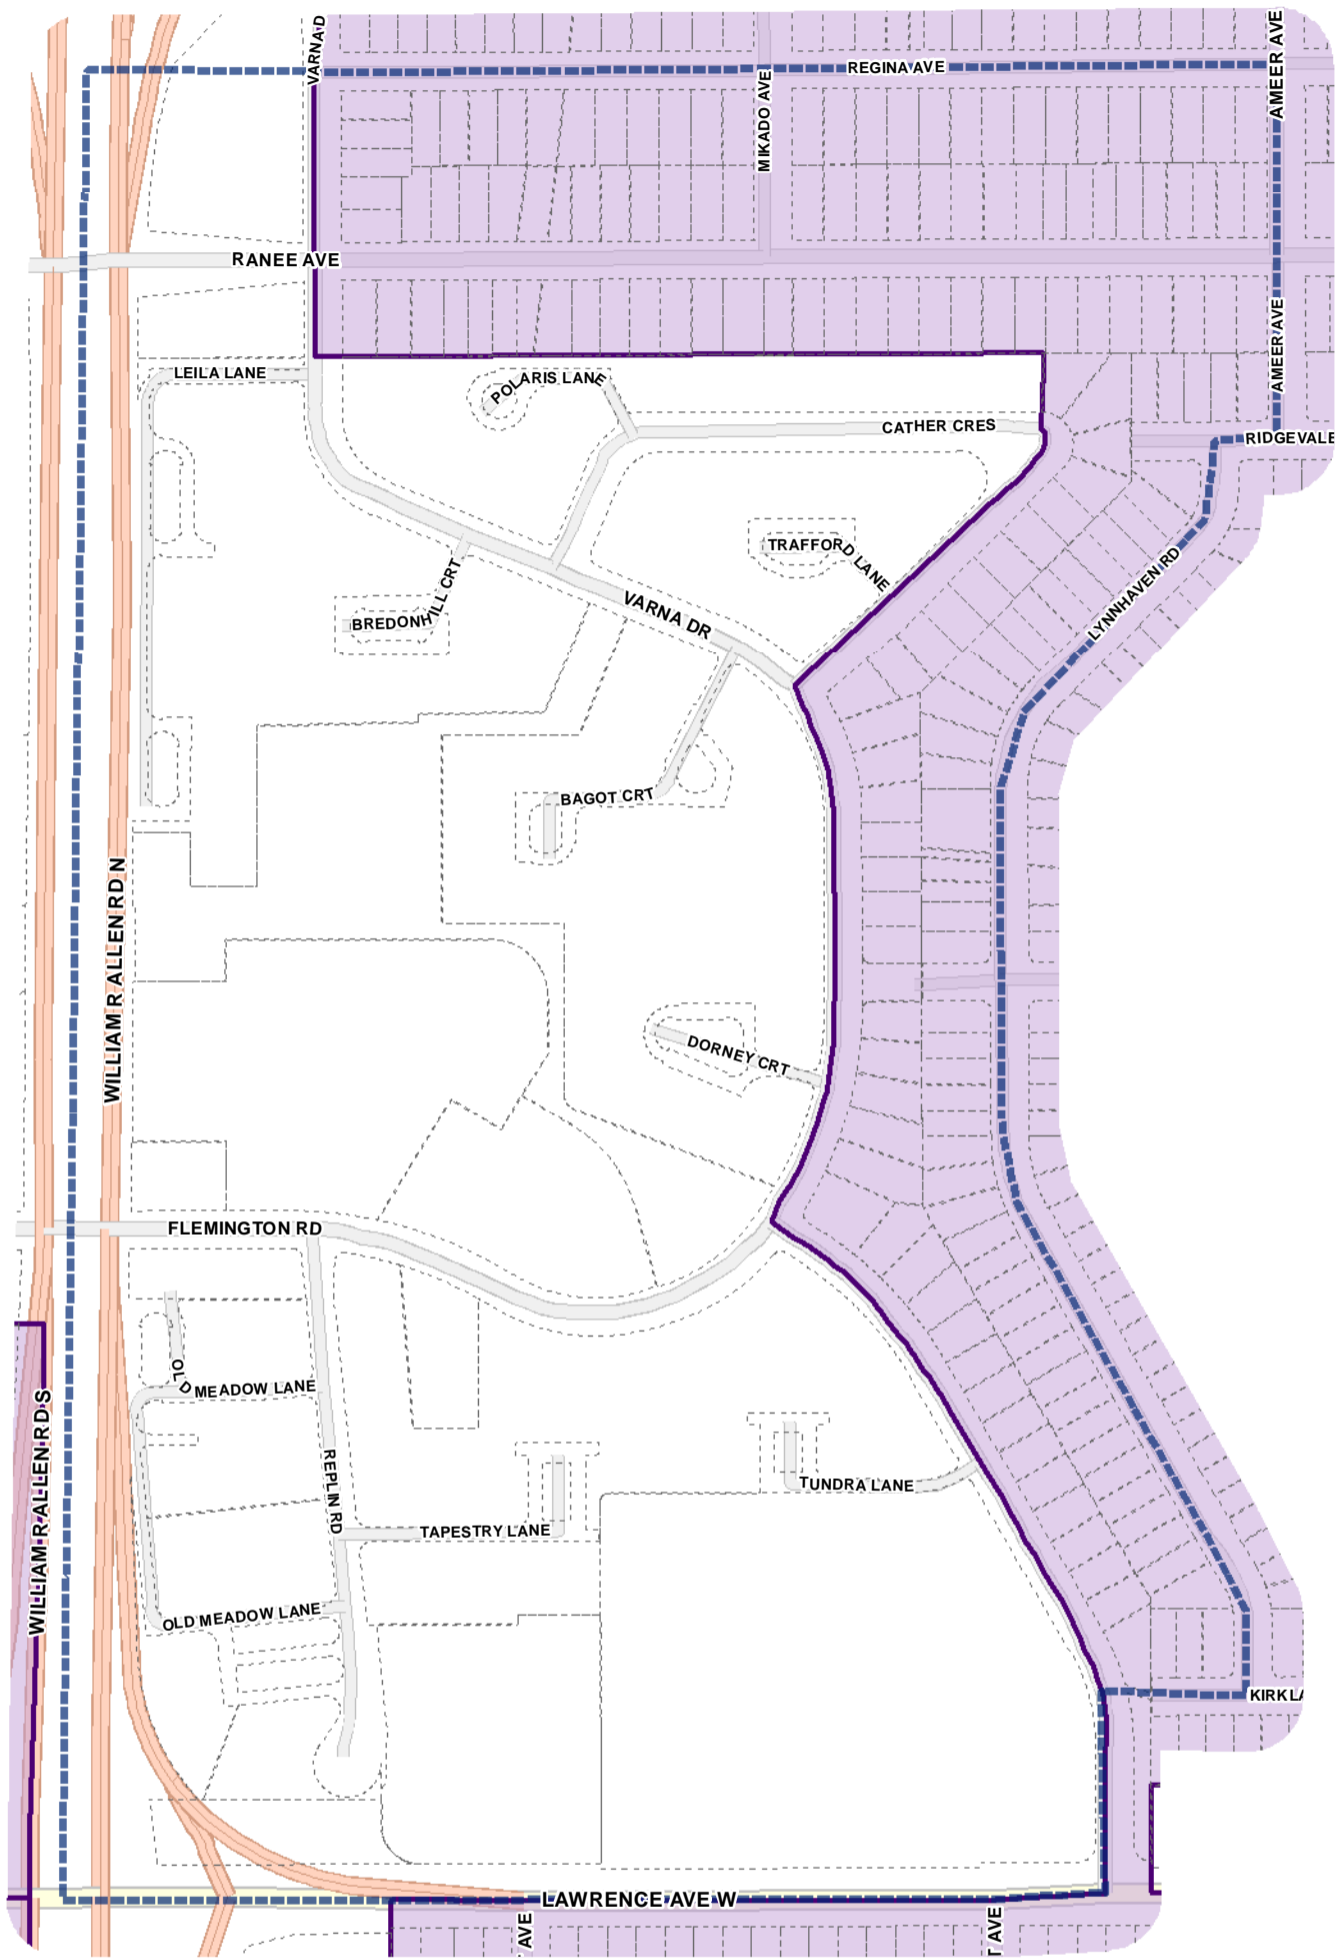 VARNA D
AMEER AVE
REGINA AVE
MIKADO AVE
RANEE AVE
AMEER AVE
LEILA LANE
POLARIS LANE
CATHER CRES
RIDGEVALE
TRAFFORD LANE
BREDONHILL CRT
VARNA DR
LYNNHAVEN RD
BAGOT CRT
WILLIAM R ALLEN RD N
DORNEY CRT
FLEMINGTON RD
OLD MEADOW LANE
WILLIAM R ALLEN RD S
REPLIN RD
TUNDRA LANE
TAPESTRY LANE
OLD MEADOW LANE
KIRKLA
LAWRENCE AVE W
AVE
T AVE